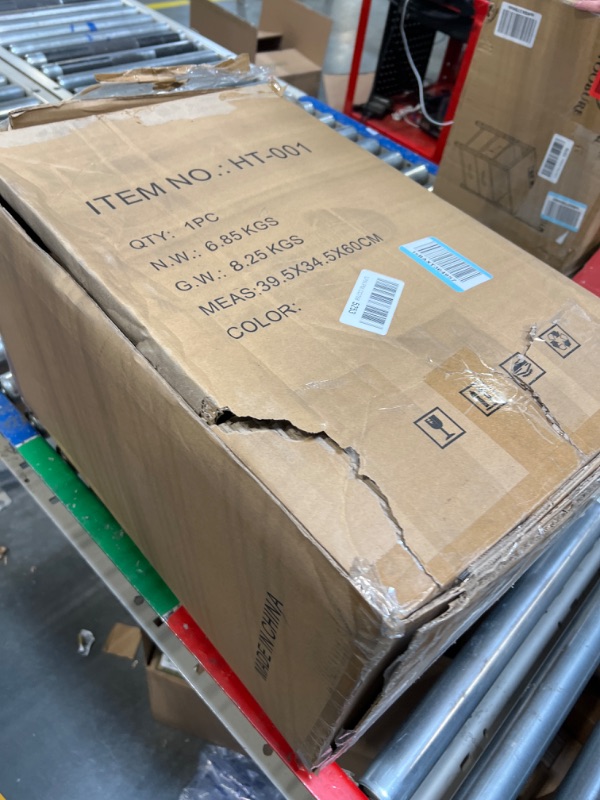 ITEM NO.: HT-001
QTY: 1PC
N.W.: 6.85 KGS
G.W.: 8.25 KGS
MEAS:39.5X34.5X60CM
COLOR:
MADE IN CHINA